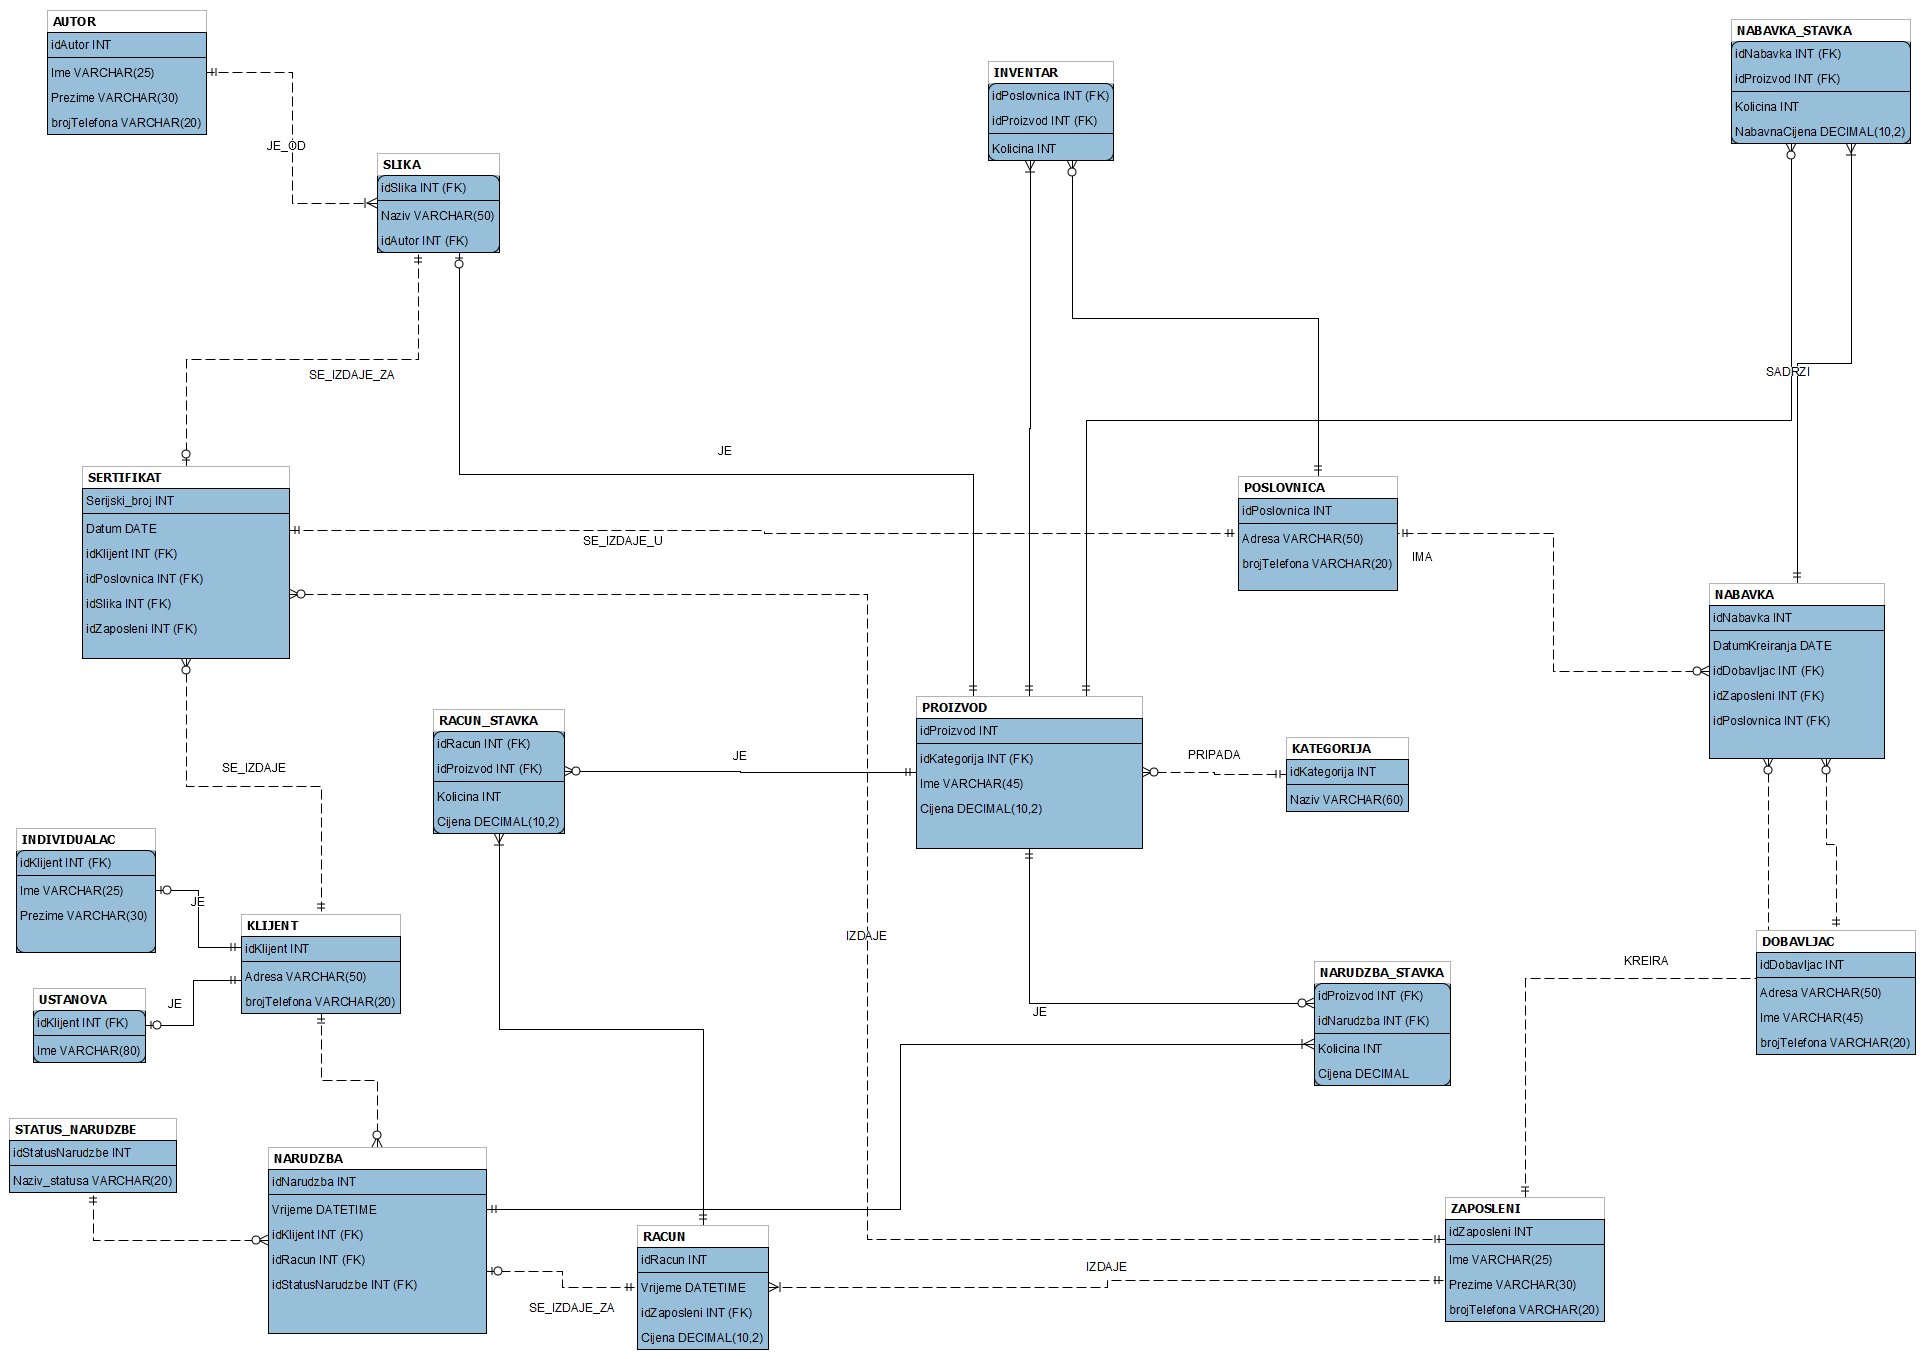 AUTOR
idAutor INT
Ime VARCHAR(25)
Prezime VARCHAR(30)
brojTelefona VARCHAR(20)
JE_OD
SLIKA
idSlika INT (FK)
Naziv VARCHAR(50)
idAutor INT (FK)
INVENTAR
idPoslovnica INT (FK)
idProizvod INT (FK)
Kolicina INT
NABAVKA_STAVKA
idNabavka INT (FK)
idProizvod INT (FK)
Kolicina INT
NabavnaCijena DECIMAL(10,2)
SE_IZDAJE_ZA
SADRZI
JE
SERTIFIKAT
Serijski_broj INT
Datum DATE
idKlijent INT (FK)
idPoslovnica INT (FK)
idSlika INT (FK)
idZaposleni INT (FK)
SE_IZDAJE_U
POSLOVNICA
idPoslovnica INT
Adresa VARCHAR(50)
brojTelefona VARCHAR(20)
IMA
NABAVKA
idNabavka INT
DatumKreiranja DATE
idDobavljac INT (FK)
idZaposleni INT (FK)
idPoslovnica INT (FK)
SE_IZDAJE
RACUN_STAVKA
idRacun INT (FK)
idProizvod INT (FK)
Kolicina INT
Cijena DECIMAL(10,2)
JE
PROIZVOD
idProizvod INT
idKategorija INT (FK)
Ime VARCHAR(45)
Cijena DECIMAL(10,2)
PRIPADA
KATEGORIJA
idKategorija INT
Naziv VARCHAR(60)
INDIVIDUALAC
idKlijent INT (FK)
Ime VARCHAR(25)
Prezime VARCHAR(30)
JE
KLIJENT
idKlijent INT
Adresa VARCHAR(50)
brojTelefona VARCHAR(20)
USTANOVA
idKlijent INT (FK)
Ime VARCHAR(80)
JE
IZDAJE
NARUDZBA_STAVKA
idProizvod INT (FK)
idNarudzba INT (FK)
Kolicina INT
Cijena DECIMAL
JE
KREIRA
DOBAVLJAC
idDobavljac INT
Adresa VARCHAR(50)
Ime VARCHAR(45)
brojTelefona VARCHAR(20)
STATUS_NARUDZBE
idStatusNarudzbe INT
Naziv_statusa VARCHAR(20)
NARUDZBA
idNarudzba INT
Vrijeme DATETIME
idKlijent INT (FK)
idRacun INT (FK)
idStatusNarudzbe INT (FK)
SE_IZDAJE_ZA
RACUN
idRacun INT
Vrijeme DATETIME
idZaposleni INT (FK)
Cijena DECIMAL(10,2)
IZDAJE
ZAPOSLENI
idZaposleni INT
Ime VARCHAR(25)
Prezime VARCHAR(30)
brojTelefona VARCHAR(20)